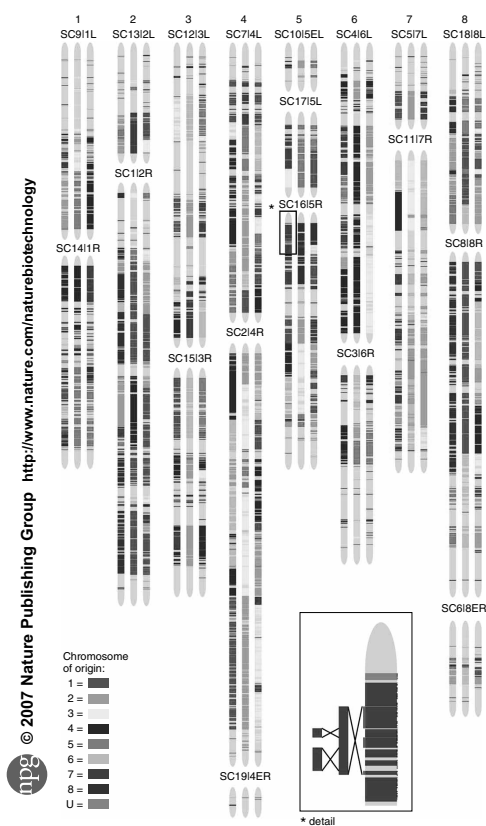 1 2 3 4 5 6 7 8
SC9|1L SC13|2L SC12|3L SC7|4L SC10|5EL SC4|6L SC5|7L SC18|8L
SC17|5L
SC11|7R
SC1|2R
* SC16|5R
SC14|1R
SC8|8R
SC2|4R
SC15|3R
SC3|6R
SC6|8ER
Chromosome
of origin:
1 =
2 =
3 =
4 =
5 =
6 =
7 =
8 =
U =
SC19|4ER
* detail
npg © 2007 Nature Publishing Group http://www.nature.com/naturebiotechnology